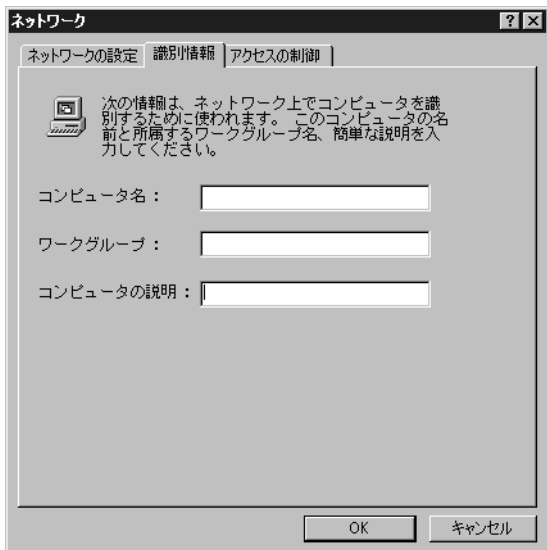 ネットワーク
ネットワークの設定 識別情報 アクセスの制御
次の情報は、ネットワーク上でコンピュータを識
別するために使われます。 このコンピュータの名
前と所属するワークグループ名、簡単な説明を入
力してください。
コンピュータ名：
ワークグループ：
コンピュータの説明：
OK キャンセル